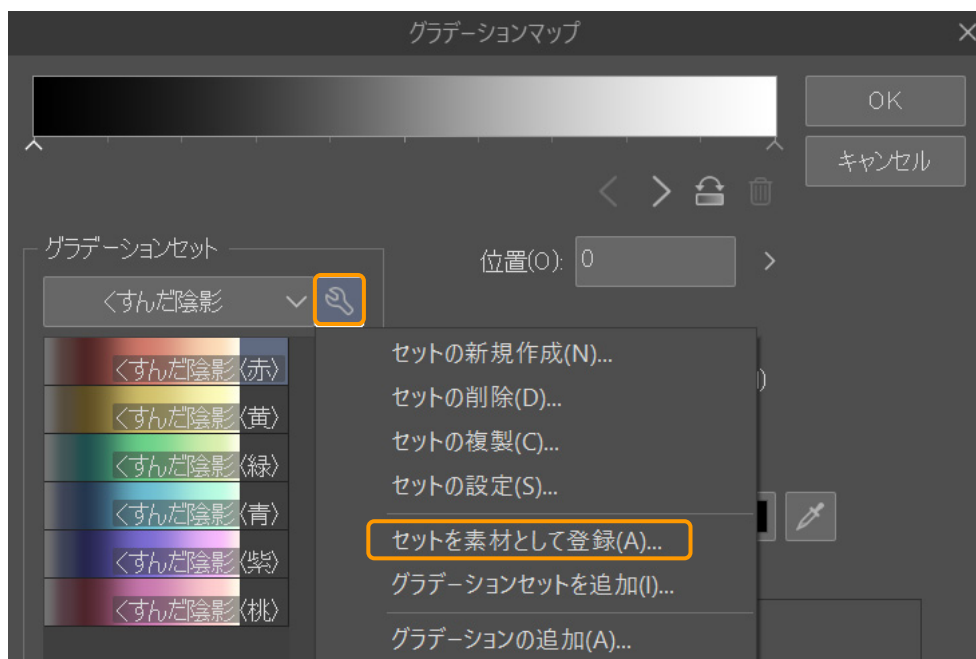 グラデーションマップ
OK
キャンセル
グラデーションセット
位置(O): 0
くすんだ陰影
くすんだ陰影〈赤〉
くすんだ陰影〈黄〉
くすんだ陰影〈緑〉
くすんだ陰影〈青〉
くすんだ陰影〈紫〉
くすんだ陰影〈桃〉
セットの新規作成(N)...
セットの削除(D)...
セットの複製(C)...
セットの設定(S)...
セットを素材として登録(A)...
グラデーションセットを追加(I)...
グラデーションの追加(A)...